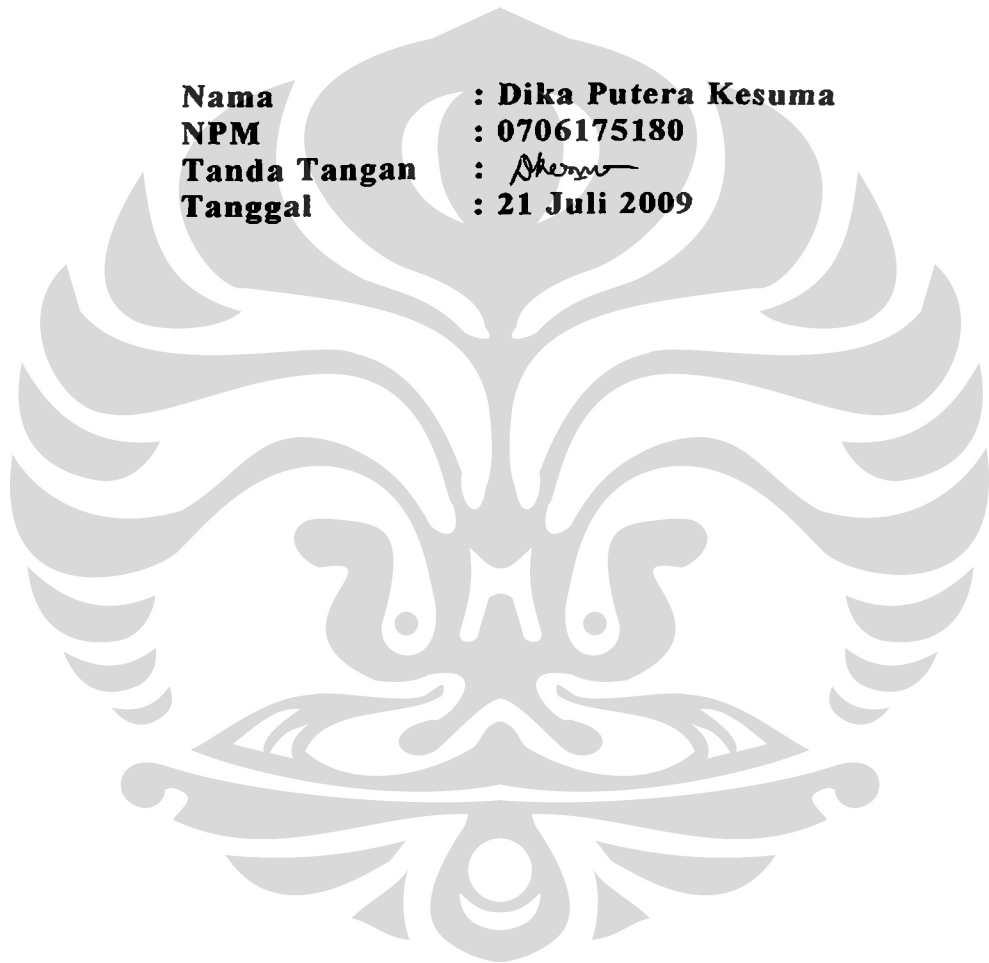 Nama : Dika Putera Kesuma
NPM : 0706175180
Tanda Tangan :
Tanggal : 21 Juli 2009